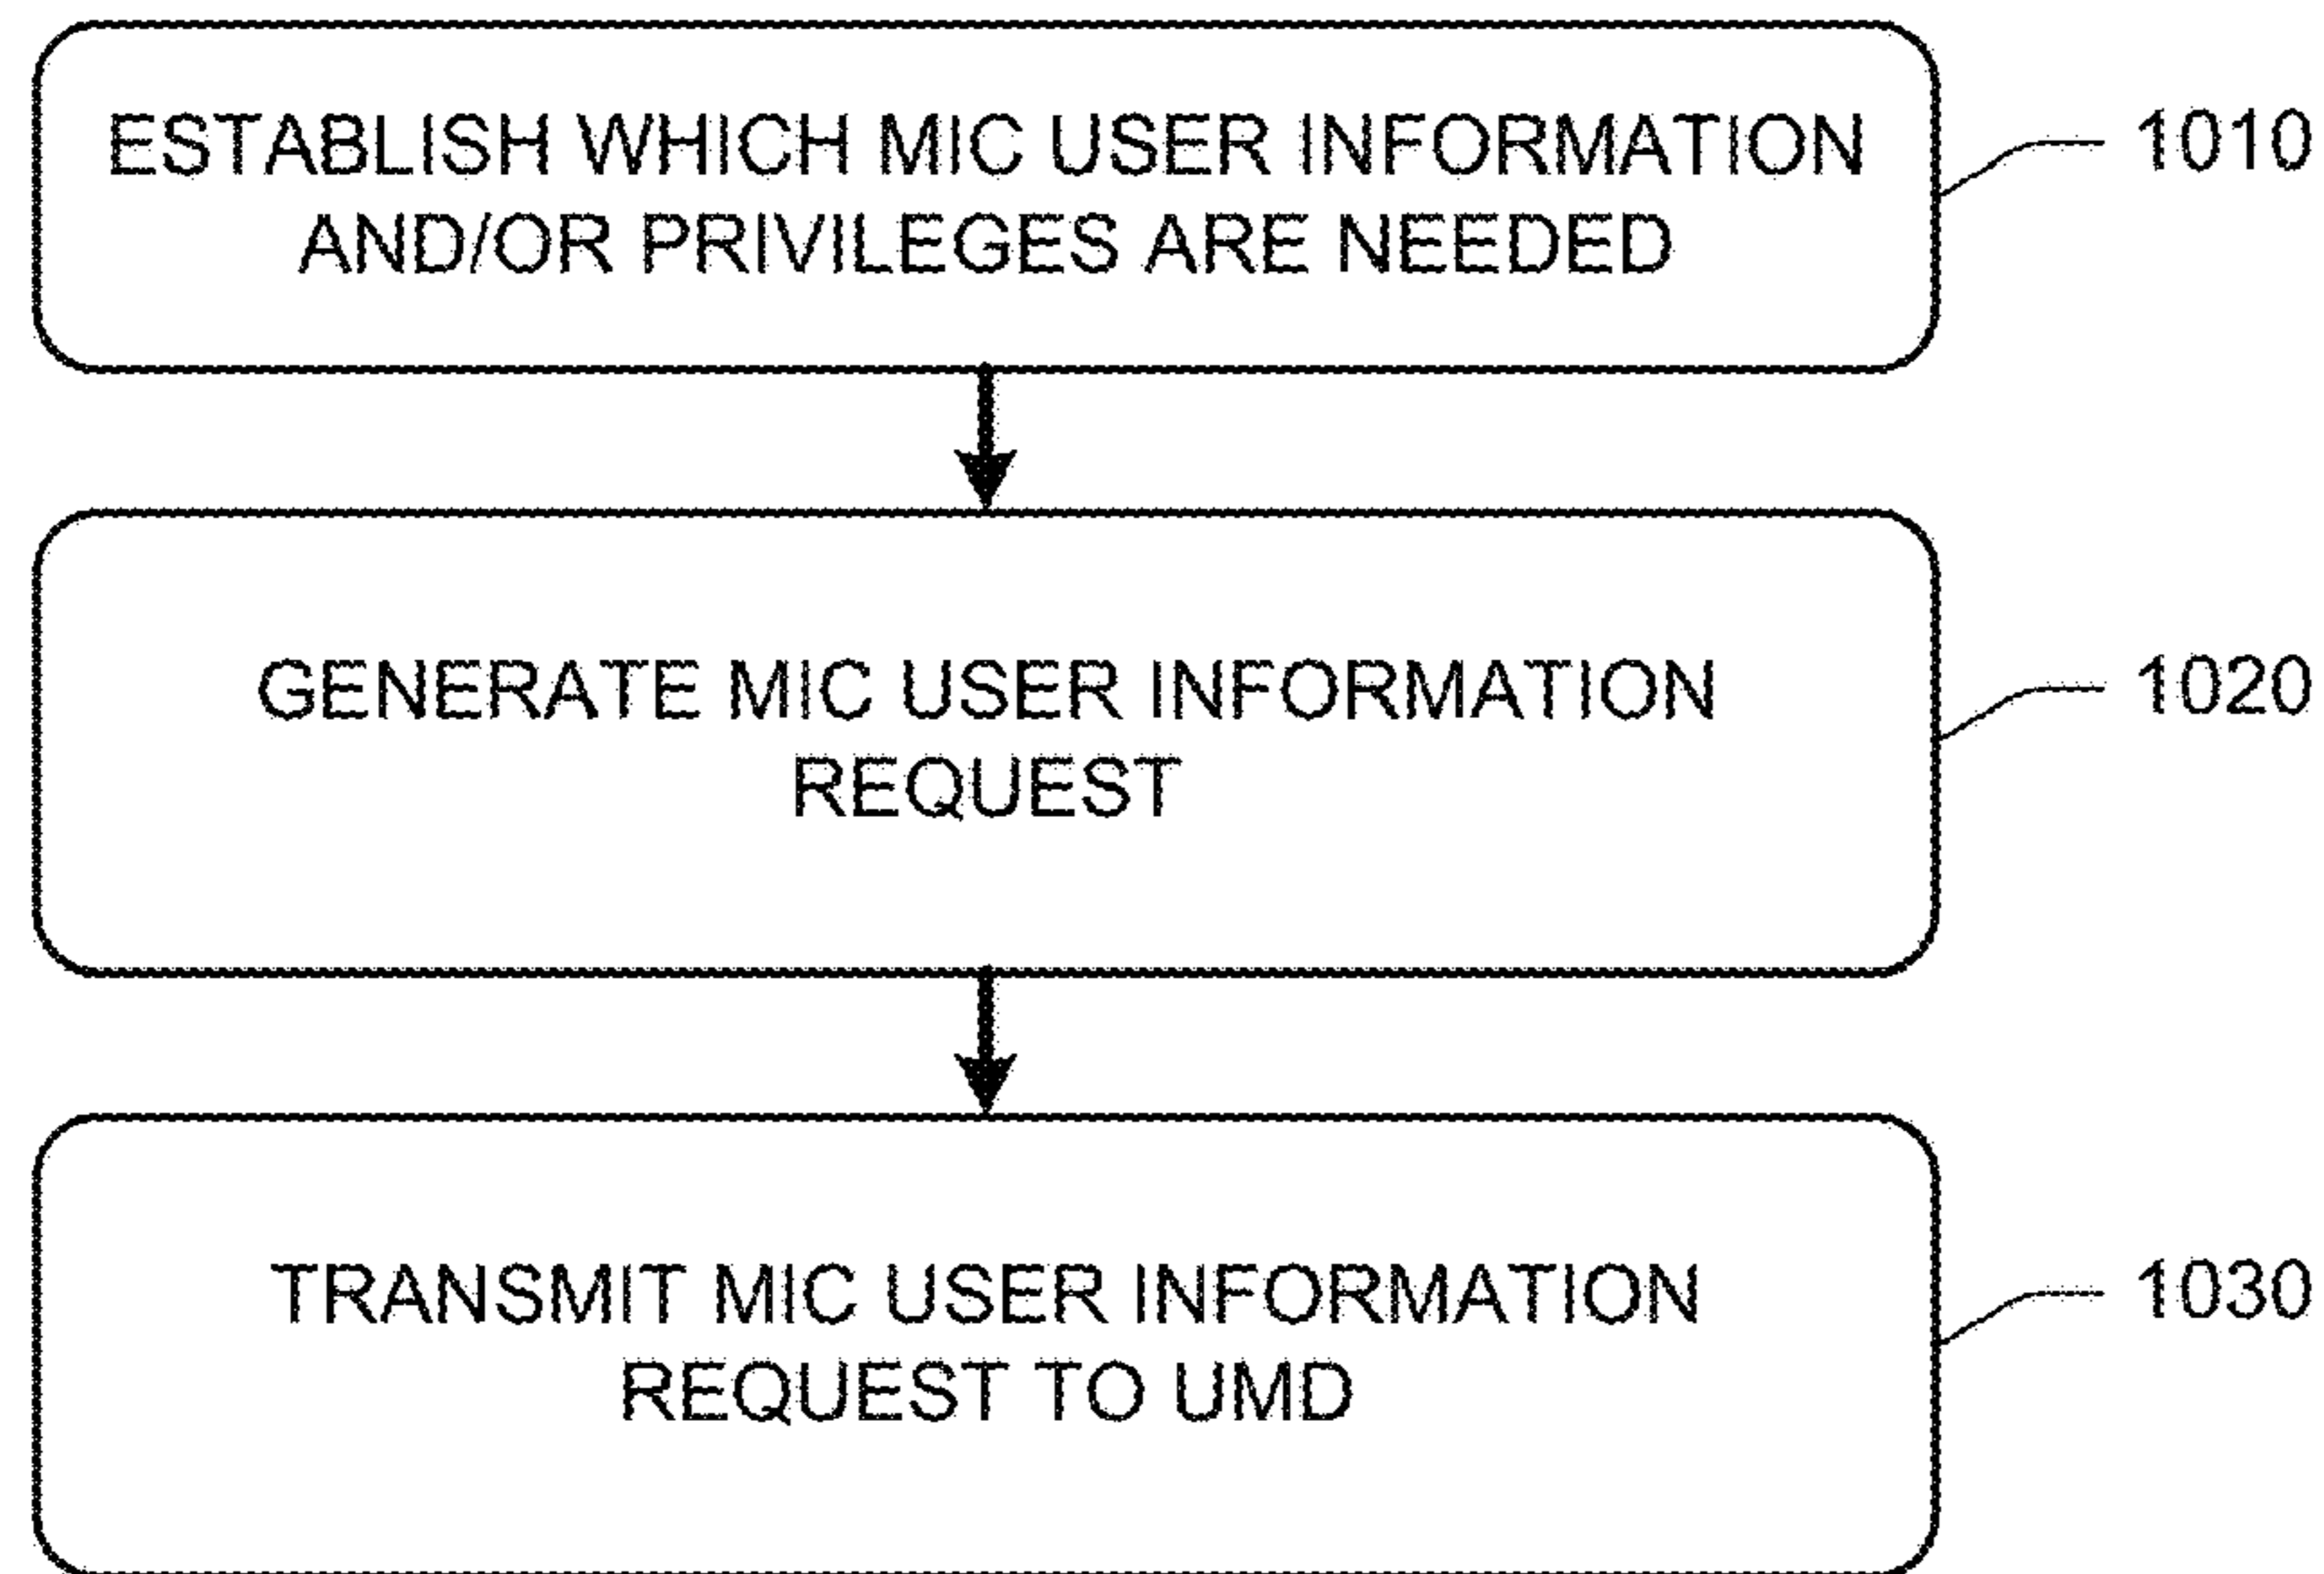 ESTABLISH WHICH MIC USER INFORMATION
AND/OR PRIVILEGES ARE NEEDED
1010
GENERATE MIC USER INFORMATION
REQUEST
1020
TRANSMIT MIC USER INFORMATION
REQUEST TO UMD
1030